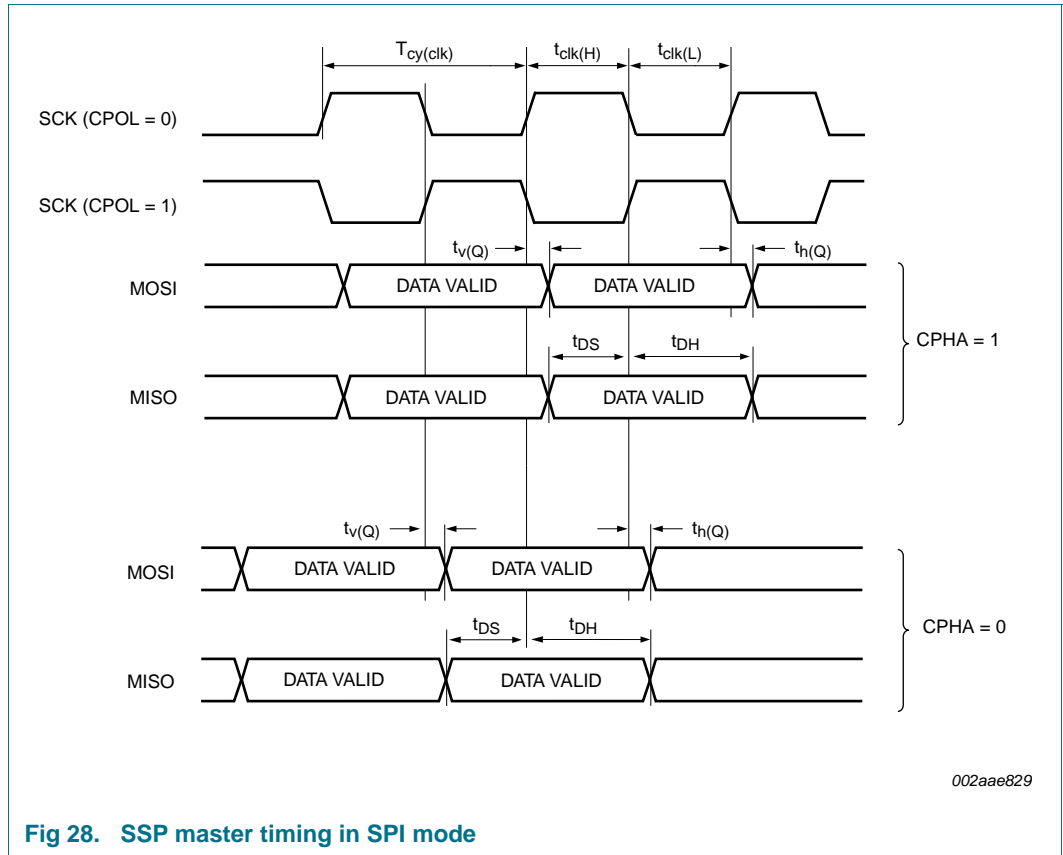 Tcy(clk) tclk(H) tclk(L)
SCK (CPOL = 0)
SCK (CPOL = 1)
tv(Q) th(Q)
MOSI DATA VALID DATA VALID
CPHA = 1
tDS tDH
MISO DATA VALID DATA VALID
tv(Q) th(Q)
MOSI DATA VALID DATA VALID
tDS tDH
CPHA = 0
MISO DATA VALID DATA VALID
002aae829
Fig 28. SSP master timing in SPI mode